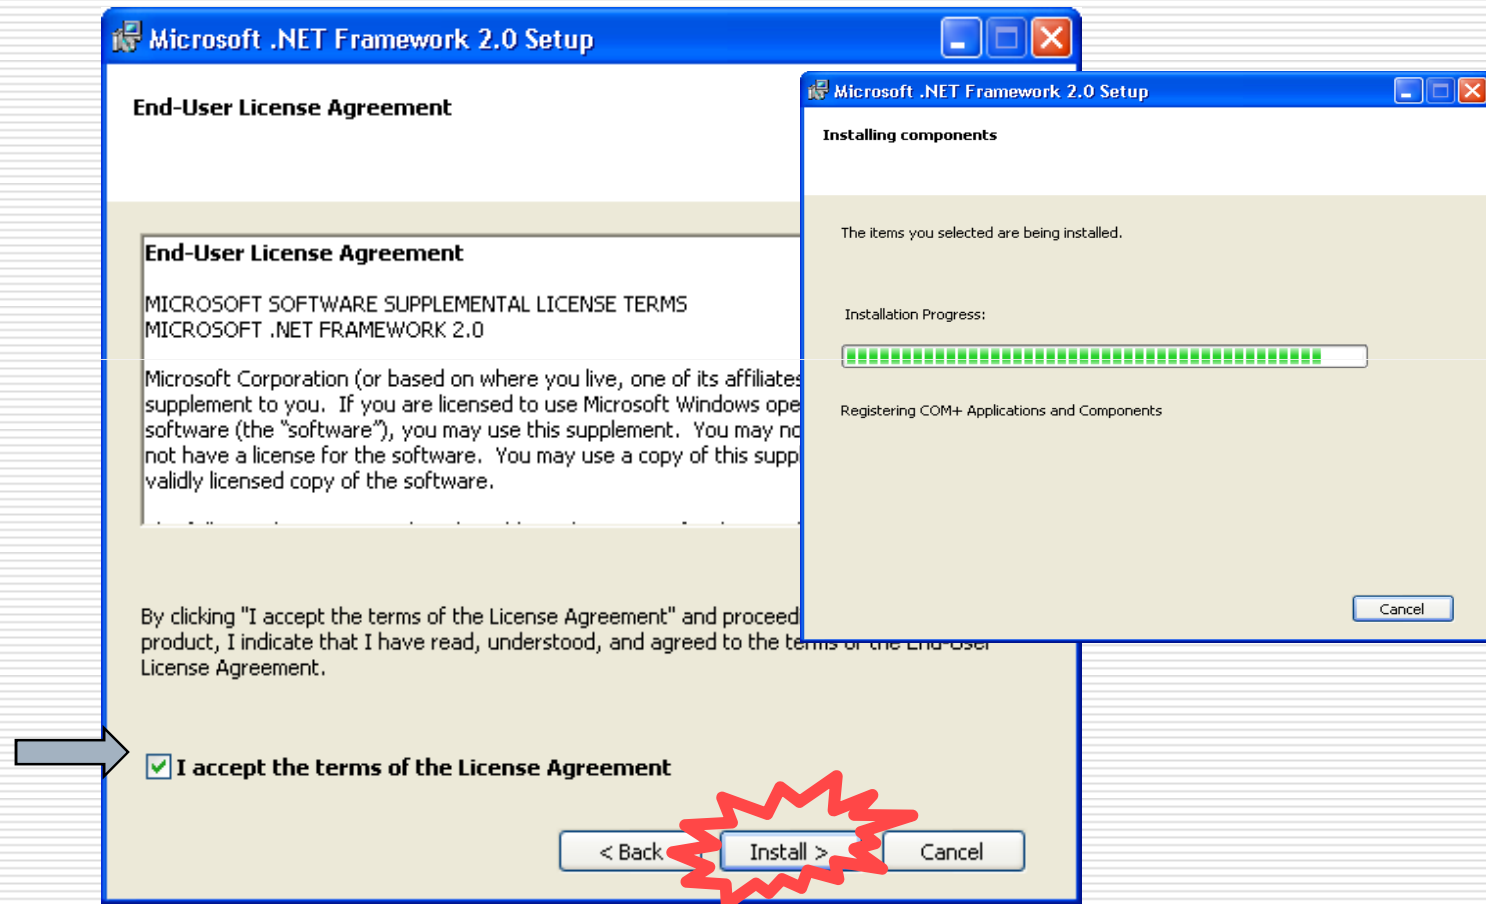 Microsoft .NET Framework 2.0 Setup
End-User License Agreement
End-User License Agreement
MICROSOFT SOFTWARE SUPPLEMENTAL LICENSE TERMS
MICROSOFT .NET FRAMEWORK 2.0
Microsoft Corporation (or based on where you live, one of its affiliates
supplement to you. If you are licensed to use Microsoft Windows ope
software (the “software”), you may use this supplement. You may no
not have a license for the software. You may use a copy of this supp
validly licensed copy of the software.
By clicking "I accept the terms of the License Agreement" and proceed
product, I indicate that I have read, understood, and agreed to the terms of the End-User
License Agreement.
I accept the terms of the License Agreement
< Back
Install >
Cancel
Microsoft .NET Framework 2.0 Setup
Installing components
The items you selected are being installed.
Installation Progress:
Registering COM+ Applications and Components
Cancel